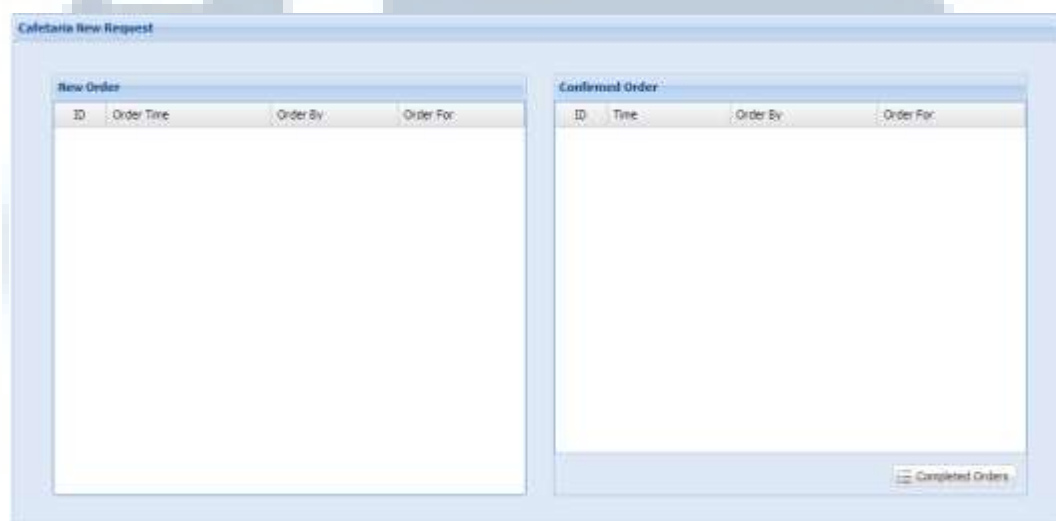 Cafetaria New Request
New Order
ID Order Time Order By Order For
Confirmed Order
ID Time Order By Order For
Completed Orders